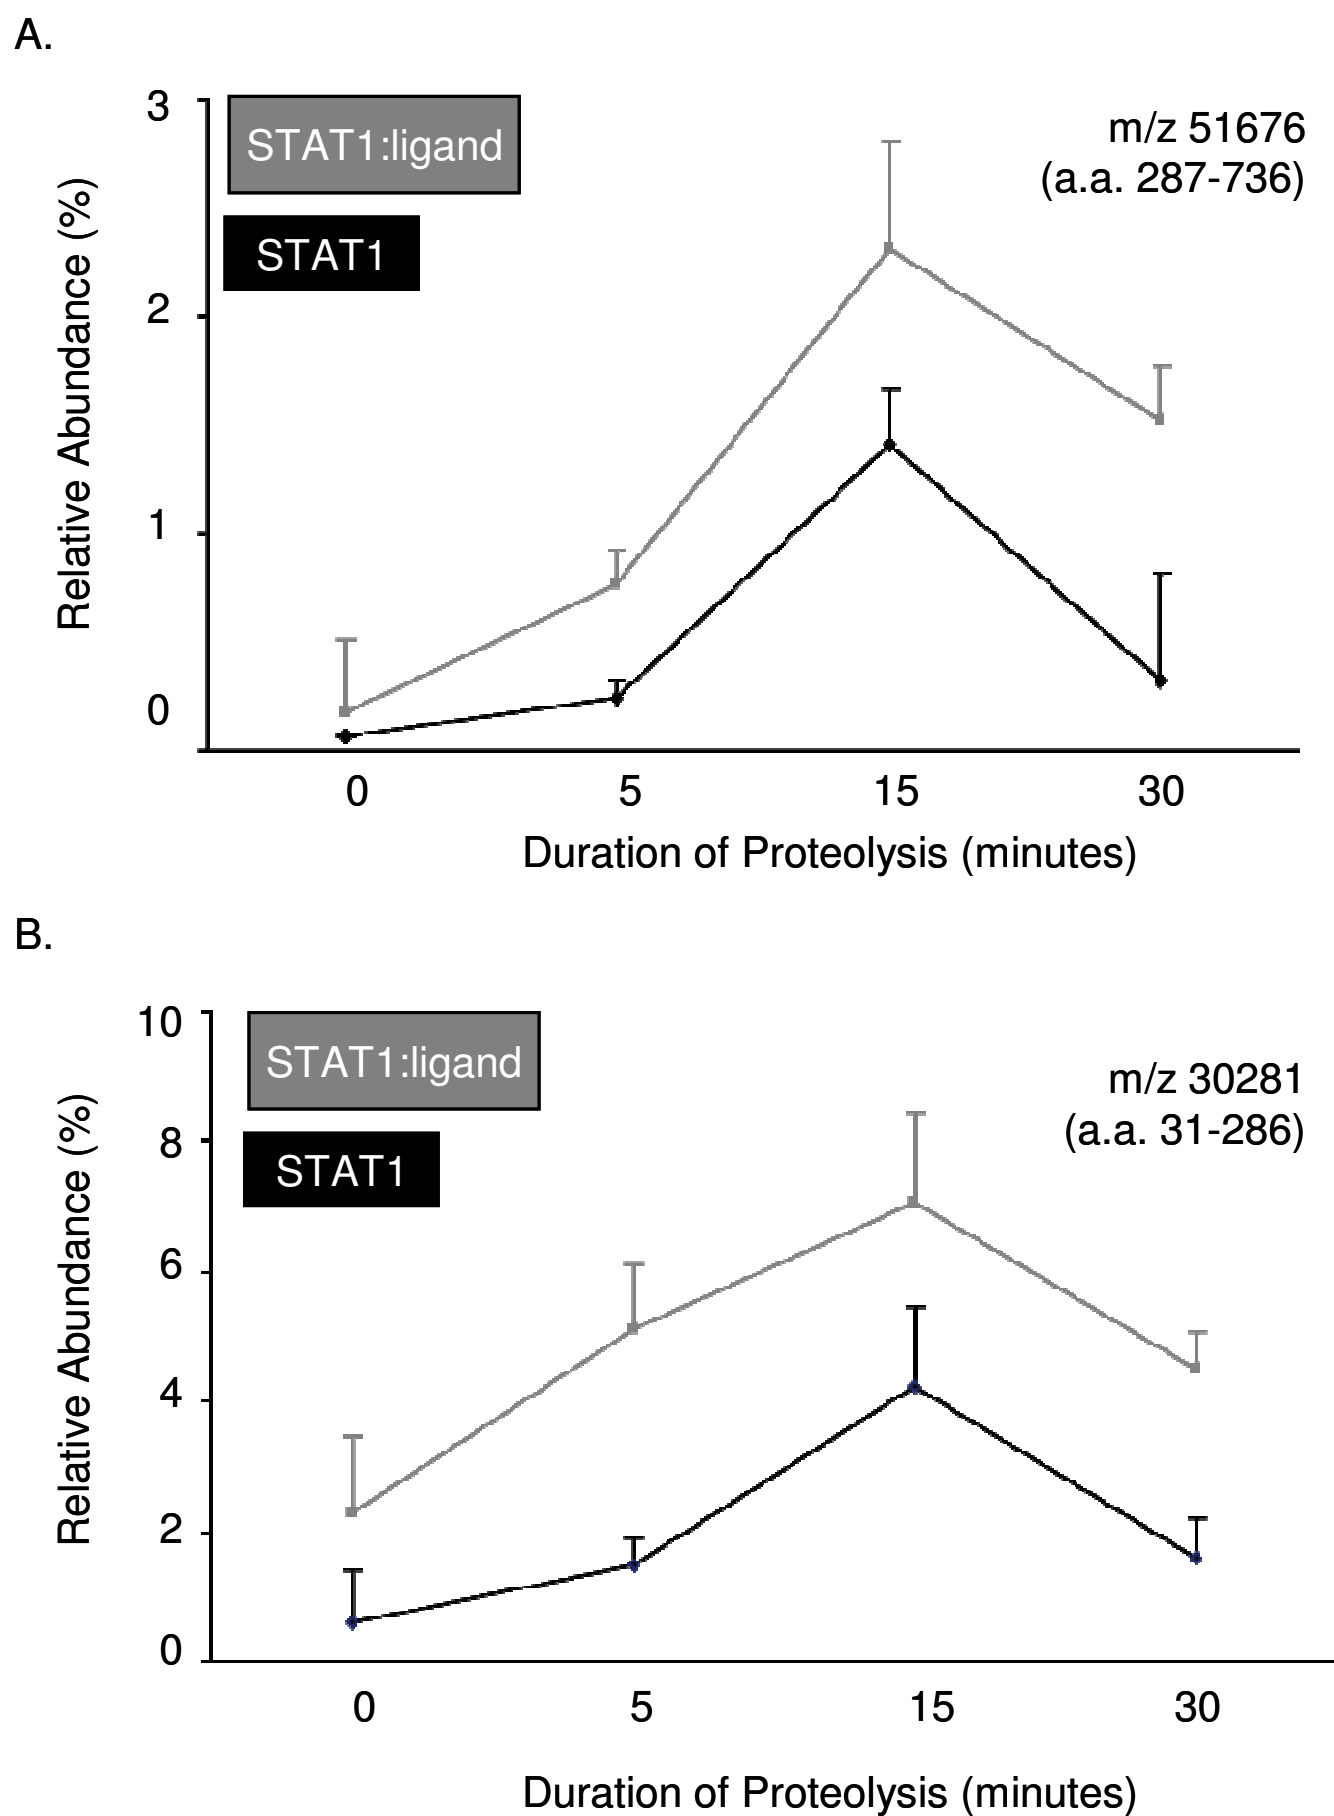 A.
3
STAT1:ligand
m/z 51676
(a.a. 287-736)
STAT1
2
1
0
Relative Abundance (%)
0 5 15 30
Duration of Proteolysis (minutes)
B.
10
STAT1:ligand
m/z 30281
(a.a. 31-286)
8
STAT1
6
4
2
0
Relative Abundance (%)
0 5 15 30
Duration of Proteolysis (minutes)